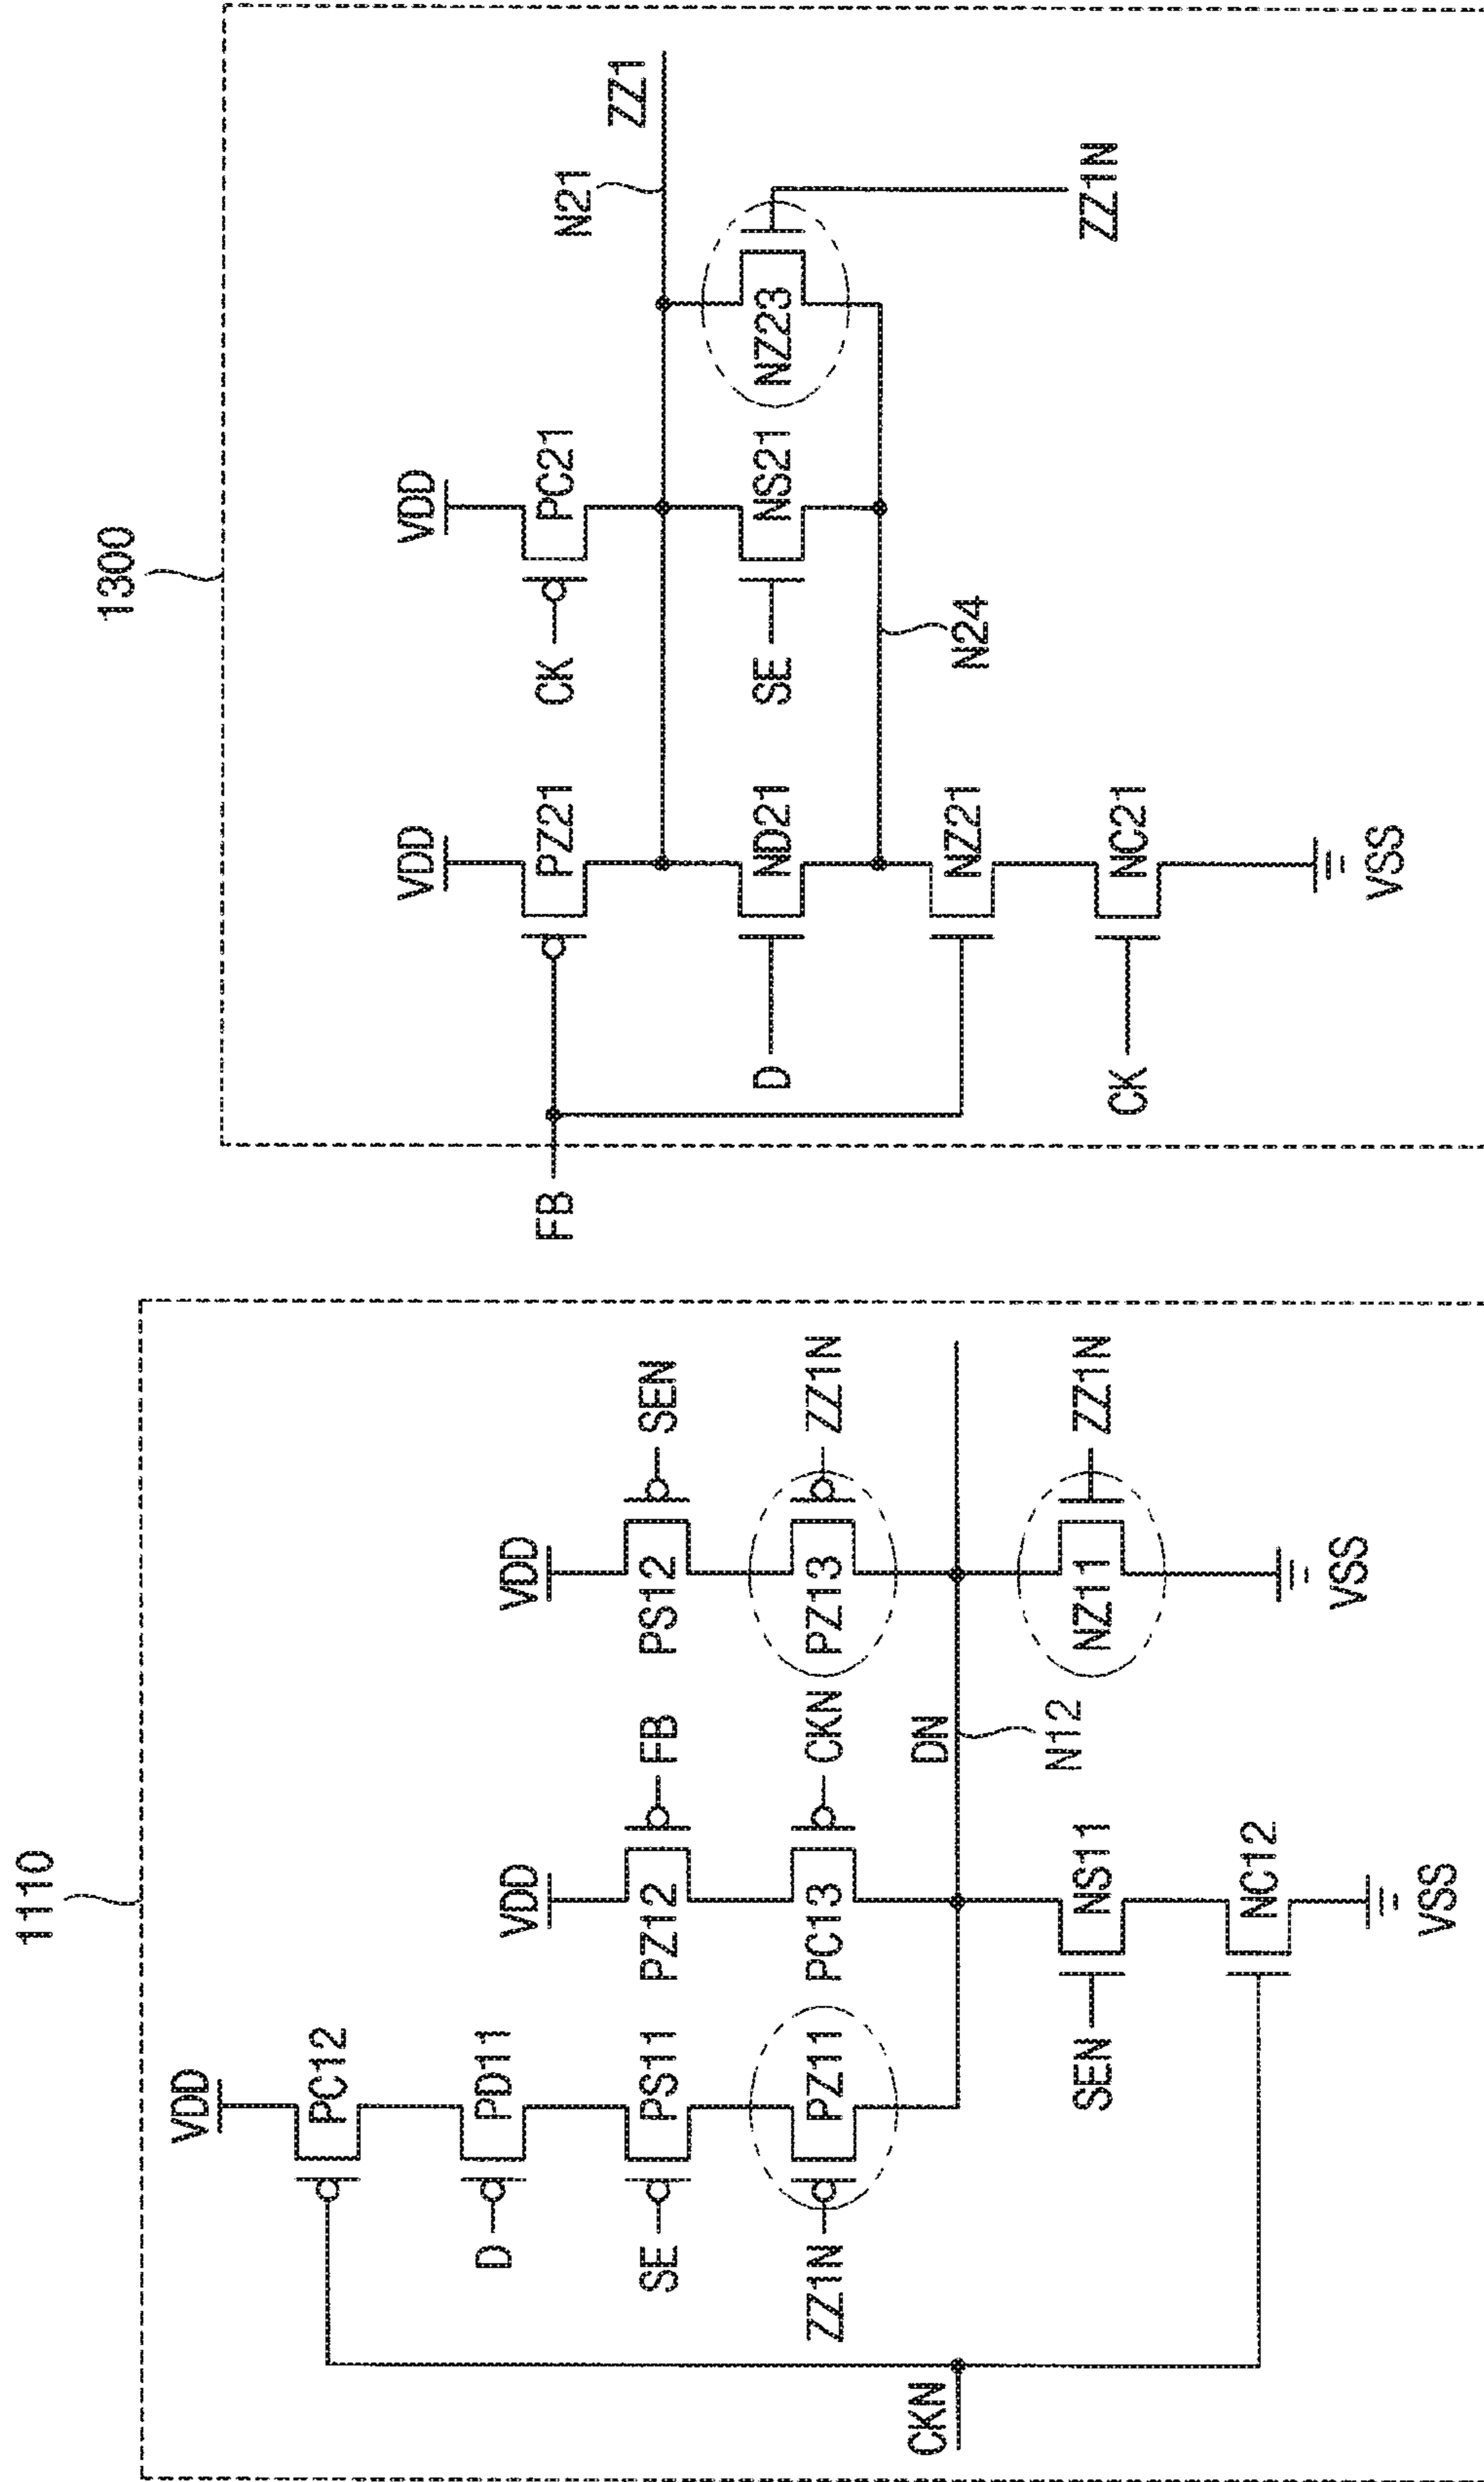 1110
VDD
PC12
D
PD11
SE
PS11
ZZ1N
PZ11
CKN
VDD
PZ12
FB
PC13
CKN
VDD
PS12
SEN
PZ13
ZZ1N
DN
N12
SEN
NS11
NC12
VSS
NZ11
ZZ1N
VSS
1300
FB
VDD
PZ21
CK
VDD
PC21
N21
ZZ1
D
ND21
SE
NS21
NZ23
ZZ1N
N24
NZ21
CK
NC21
VSS